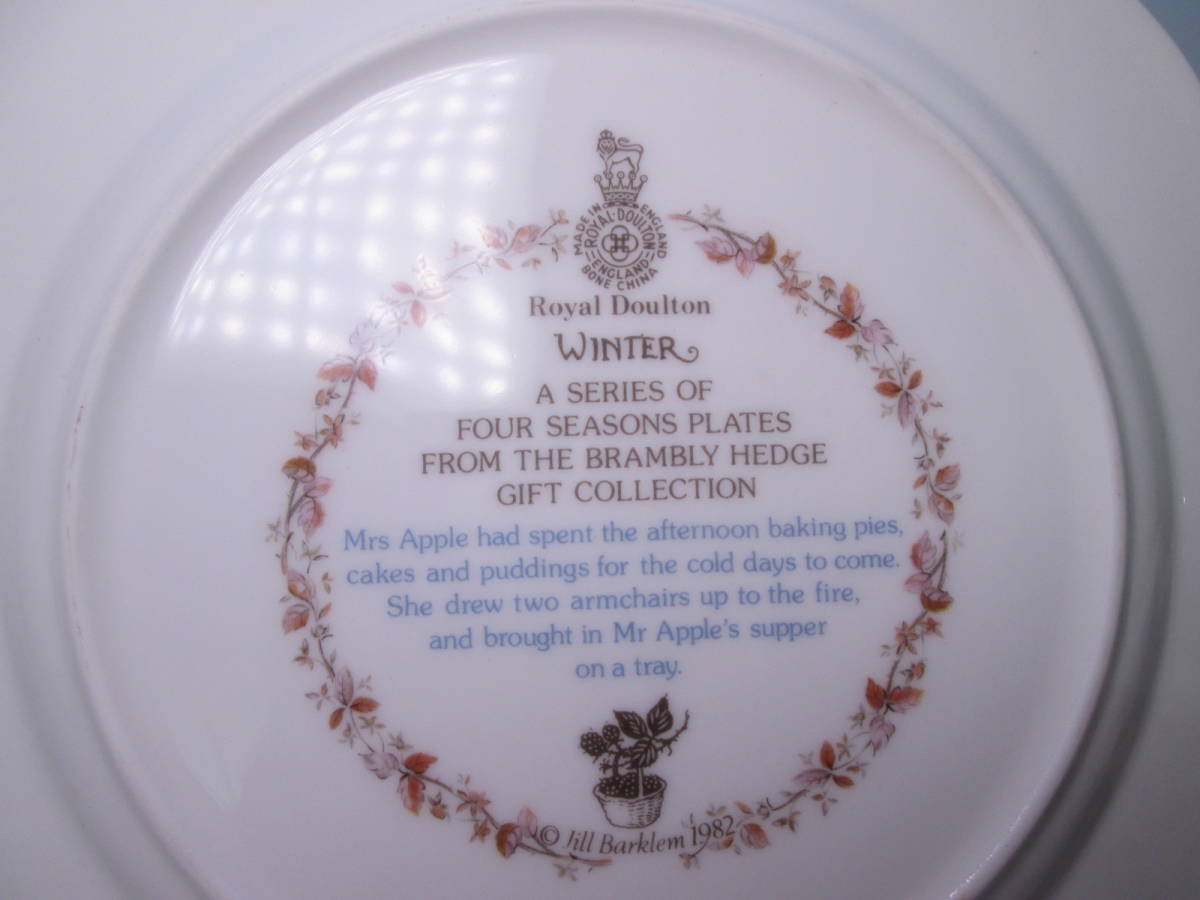 MADE IN ENGLAND
ROYAL·DOULTON
ENGLAND
BONE CHINA
Royal Doulton
WINTER
A SERIES OF
FOUR SEASONS PLATES
FROM THE BRAMBLY HEDGE
GIFT COLLECTION
Mrs Apple had spent the afternoon baking pies,
cakes and puddings for the cold days to come.
She drew two armchairs up to the fire,
and brought in Mr Apple's supper
on a tray.
© Jill Barklem 1982